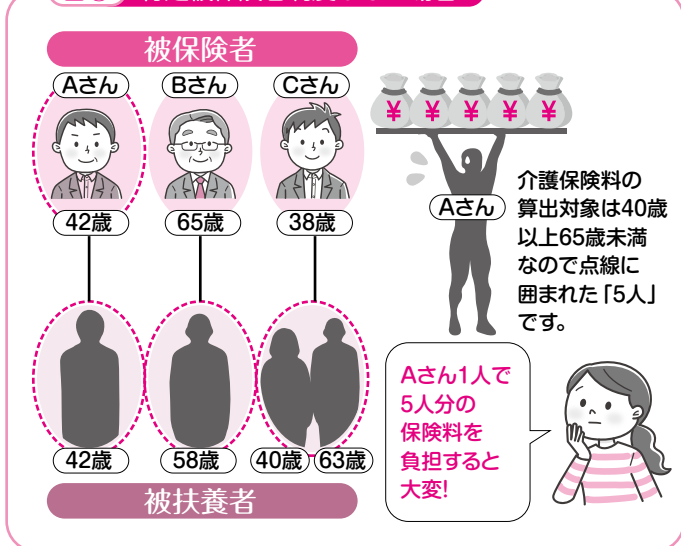 被保険者
Aさん
Bさん
Cさん
42歳
65歳
38歳
¥ ¥ ¥ ¥ ¥
Aさん
介護保険料の
算出対象は40歳
以上65歳未満
なので点線に
囲まれた「5人」
です。
42歳
58歳
40歳
63歳
被扶養者
Aさん1人で
5人分の
保険料を
負担すると
大変!